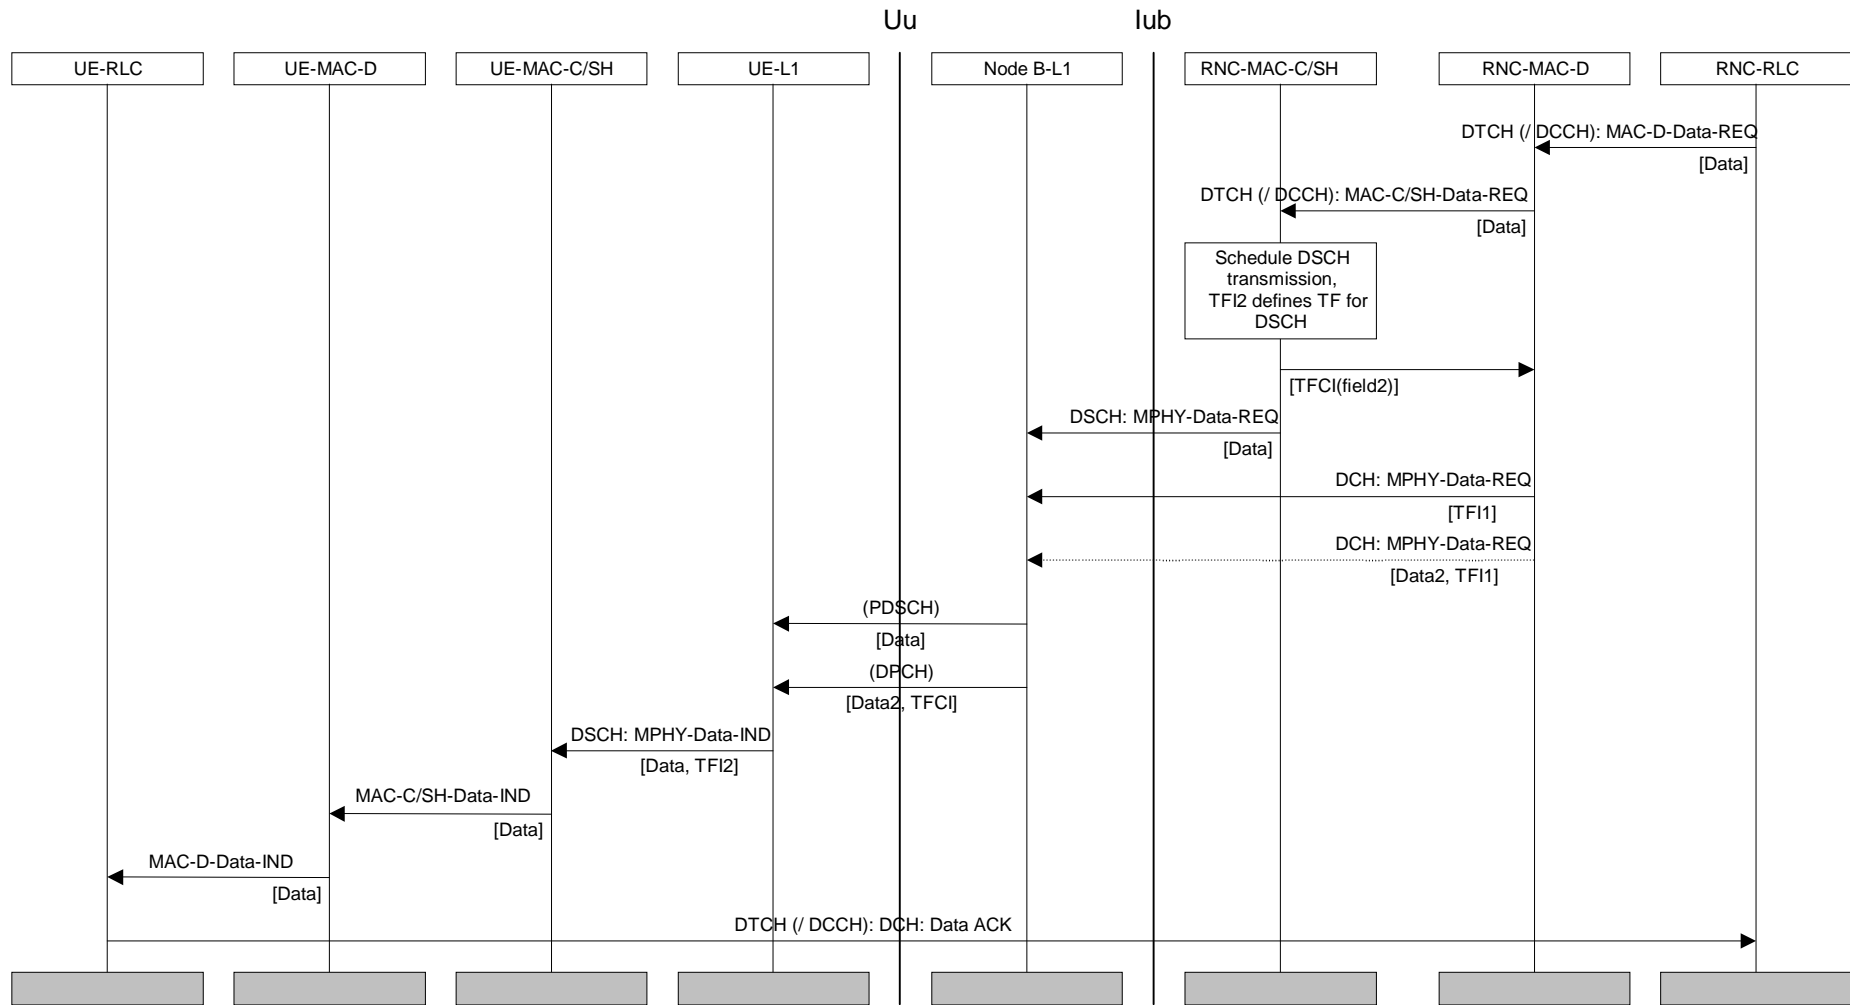 Uu
Iub
UE-RLC
UE-MAC-D
UE-MAC-C/SH
UE-L1
Node B-L1
RNC-MAC-C/SH
RNC-MAC-D
RNC-RLC
DTCH (/ DCCH): MAC-D-Data-REQ
[Data]
DTCH (/ DCCH): MAC-C/SH-Data-REQ
[Data]
Schedule DSCH
transmission,
TFI2 defines TF for
DSCH
[TFCI(field2)]
DSCH: MPHY-Data-REQ
[Data]
DCH: MPHY-Data-REQ
[TFI1]
DCH: MPHY-Data-REQ
[Data2, TFI1]
(PDSCH)
[Data]
(DPCH)
[Data2, TFCI]
DSCH: MPHY-Data-IND
[Data, TFI2]
MAC-C/SH-Data-IND
[Data]
MAC-D-Data-IND
[Data]
DTCH (/ DCCH): DCH: Data ACK